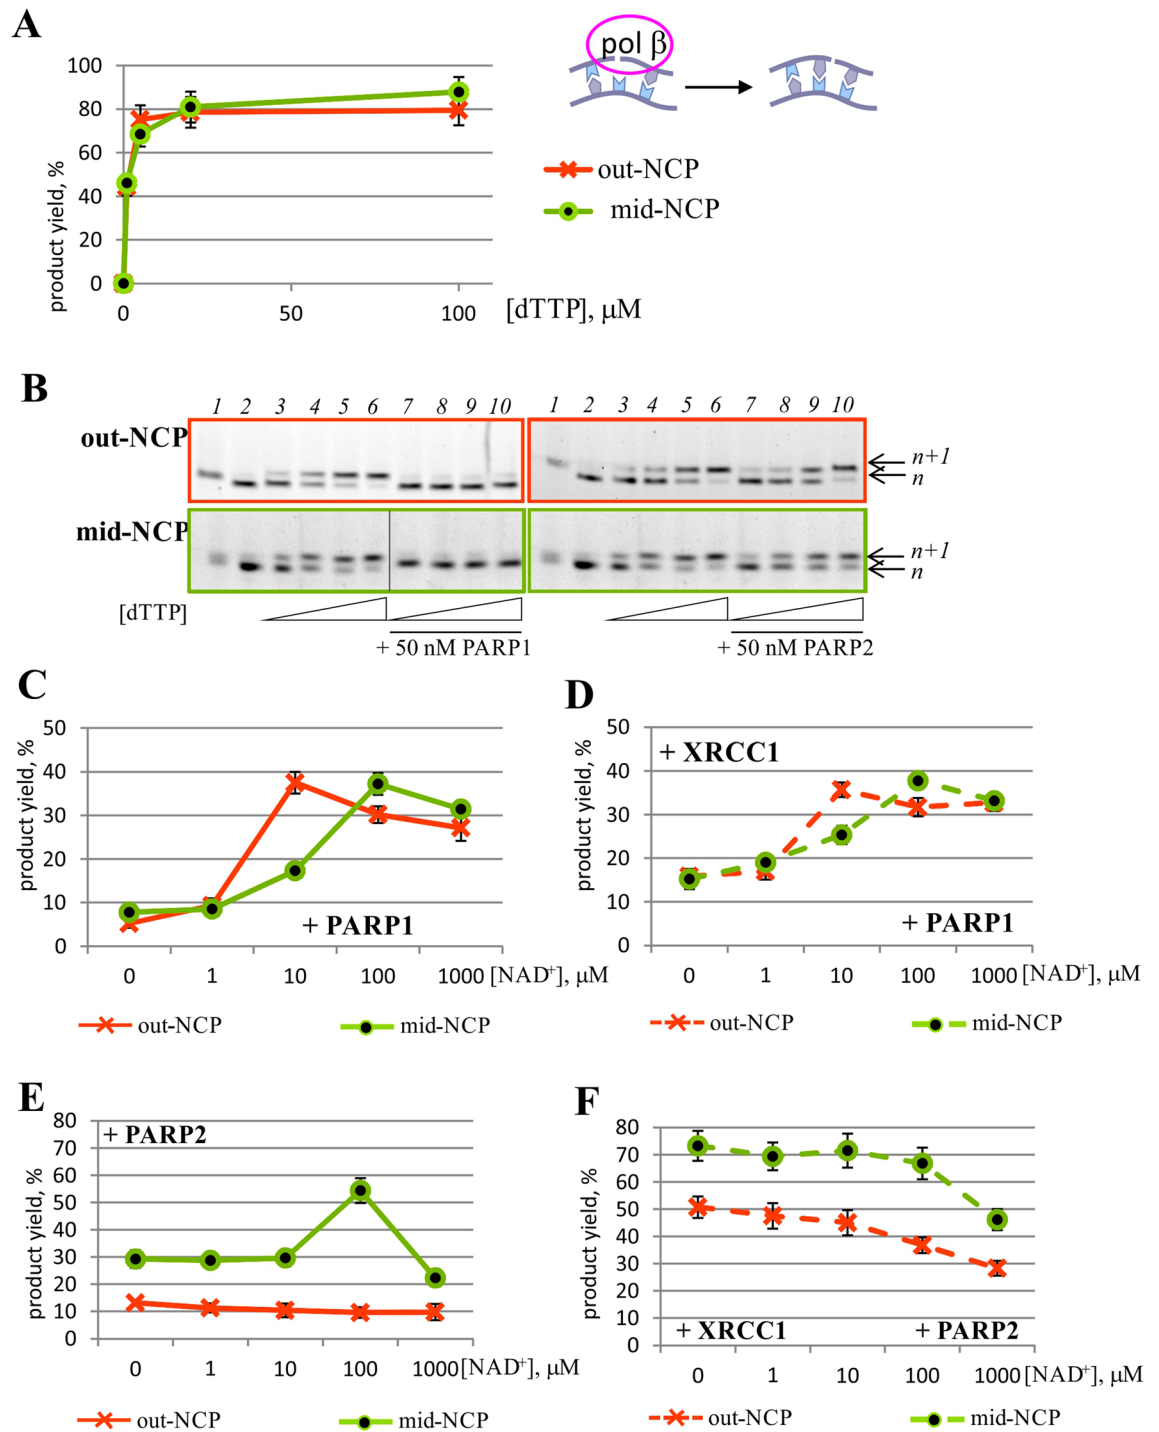 A
product yield, %
100
80
60
40
20
0
0 50 100 [dTTP], µM
pol β
out-NCP
mid-NCP
B
1 2 3 4 5 6 7 8 9 10 1 2 3 4 5 6 7 8 9 10
out-NCP
n+1
n
mid-NCP
n+1
n
[dTTP]
+ 50 nM PARP1 + 50 nM PARP2
C
product yield, %
50
40
30
20
10
0
+ PARP1
0 1 10 100 1000 [NAD+], µM
out-NCP mid-NCP
D
product yield, %
50
40
30
20
10
0
+ XRCC1
+ PARP1
0 1 10 100 1000 [NAD+], µM
out-NCP mid-NCP
E
product yield, %
80
70
60
50
40
30
20
10
0
+ PARP2
0 1 10 100 1000 [NAD+], µM
out-NCP mid-NCP
F
product yield, %
80
70
60
50
40
30
20
10
0
+ XRCC1 + PARP2
0 1 10 100 1000 [NAD+], µM
out-NCP mid-NCP